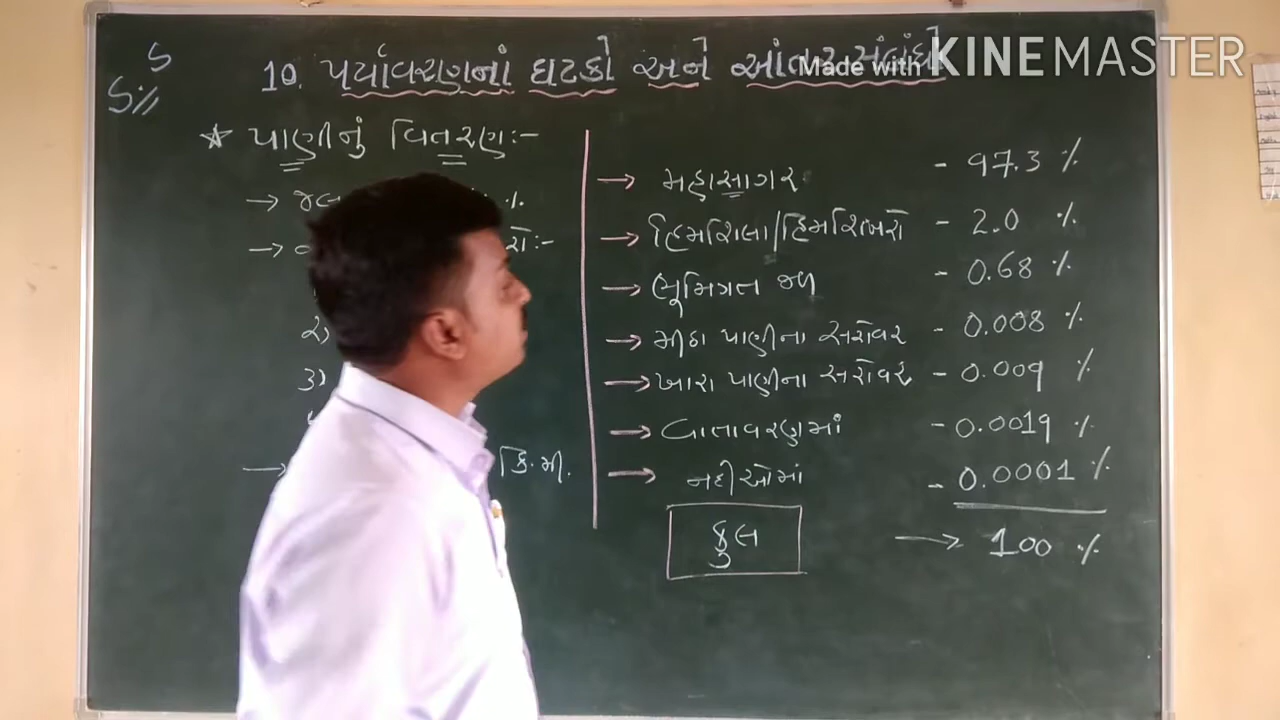 S
S
10. પર્યાવરણનાં ઘટકો અને
Made with KINEMASTER
★ પાણીનું વિતરણ:-
→ %
→
2)
3)
→ કિ.મી.
→ મહાસાગર - 97.3 %
→ હિમશિલા/હિમશિખરો - 2.0 %
→ ભૂમિગત જળ - 0.68 %
→ મીઠા પાણીના સરોવર - 0.008 %
→ ખારા પાણીના સરોવર - 0.009 %
→ વાતાવરણમાં - 0.0019 %
→ નદીઓમાં - 0.0001 %
કુલ → 100 %